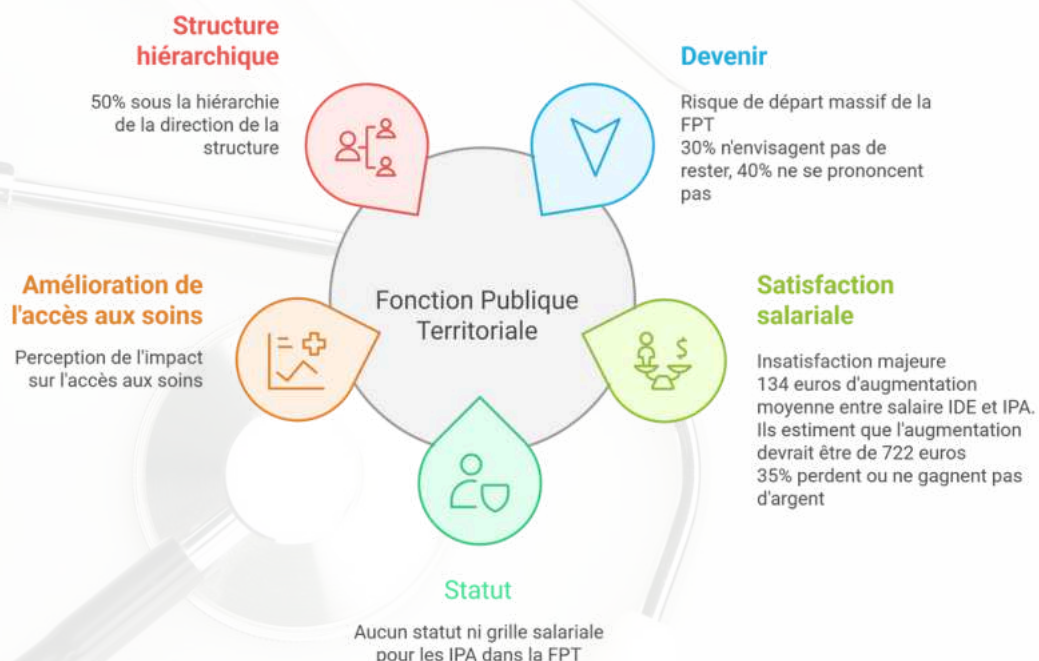 Structure
hiérarchique
50% sous la hiérarchie
de la direction de la
structure
Devenir
Risque de départ massif de la
FPT
30% n'envisagent pas de
rester, 40% ne se prononcent
pas
Amélioration de
l'accès aux soins
Perception de l'impact
sur l'accès aux soins
Fonction Publique
Territoriale
Satisfaction
salariale
Insatisfaction majeure
134 euros d'augmentation
moyenne entre salaire IDE et IPA.
Ils estiment que l'augmentation
devrait être de 722 euros
35% perdent ou ne gagnent pas
d'argent
Statut
Aucun statut ni grille salariale
pour les IPA dans la FPT